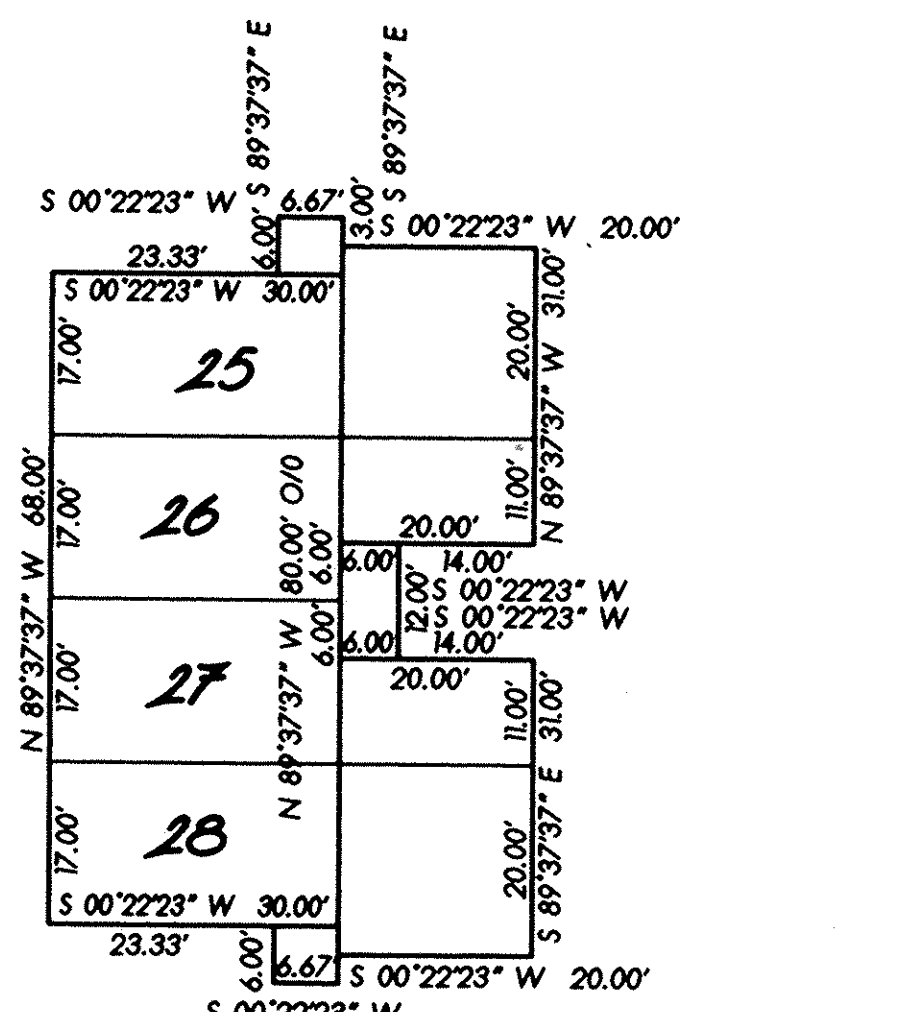 S 89°37'37" E
S 89°37'37" E
S 00°22'23" W
6.67'
6.00'
3.00'
S 00°22'23" W 20.00'
23.33'
S 00°22'23" W 30.00'
17.00'
25
20.00'
31.00'
N 89°37'37" W
N 89°37'37" W 68.00'
17.00'
26
N 89°37'37" W 80.00' O/O
6.00'
11.00'
20.00'
6.00'
14.00'
S 00°22'23" W
12.00'
S 00°22'23" W
6.00'
6.00'
14.00'
20.00'
17.00'
27
11.00'
31.00'
S 89°37'37" E
17.00'
28
20.00'
S 00°22'23" W 30.00'
23.33'
6.00'
6.67'
S 00°22'23" W 20.00'
S 00°22'23" W